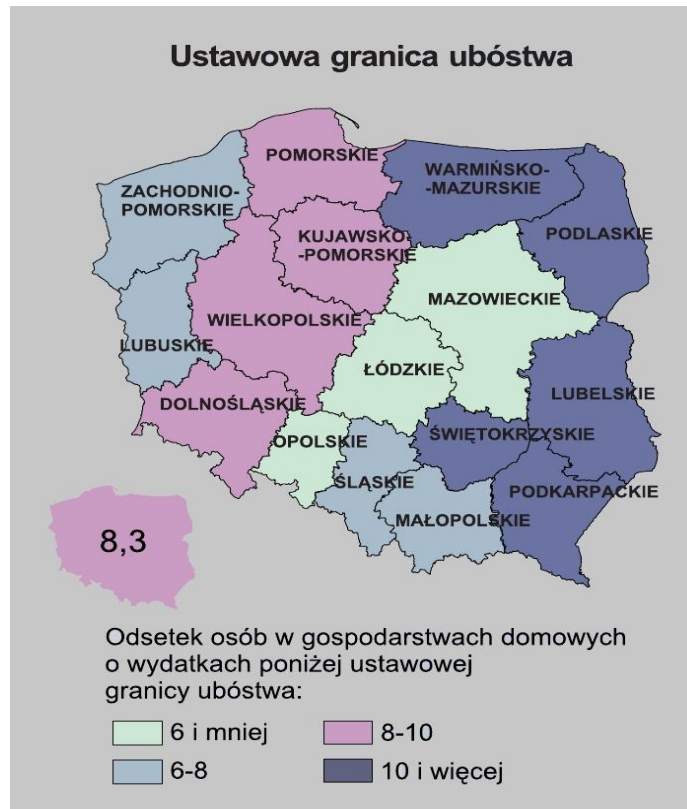 Ustawowa granica ubóstwa
POMORSKIE
WARMIŃSKO-
-MAZURSKIE
ZACHODNIO-
POMORSKIE
PODLASKIE
KUJAWSKO-
-POMORSKIE
MAZOWIECKIE
WIELKOPOLSKIE
LUBUSKIE
ŁÓDZKIE
LUBELSKIE
DOLNOŚLĄSKIE
OPOLSKIE
ŚWIĘTOKRZYSKIE
ŚLĄSKIE
PODKARPACKIE
MAŁOPOLSKIE
8,3
Odsetek osób w gospodarstwach domowych
o wydatkach poniżej ustawowej
granicy ubóstwa:
6 i mniej
8-10
6-8
10 i więcej